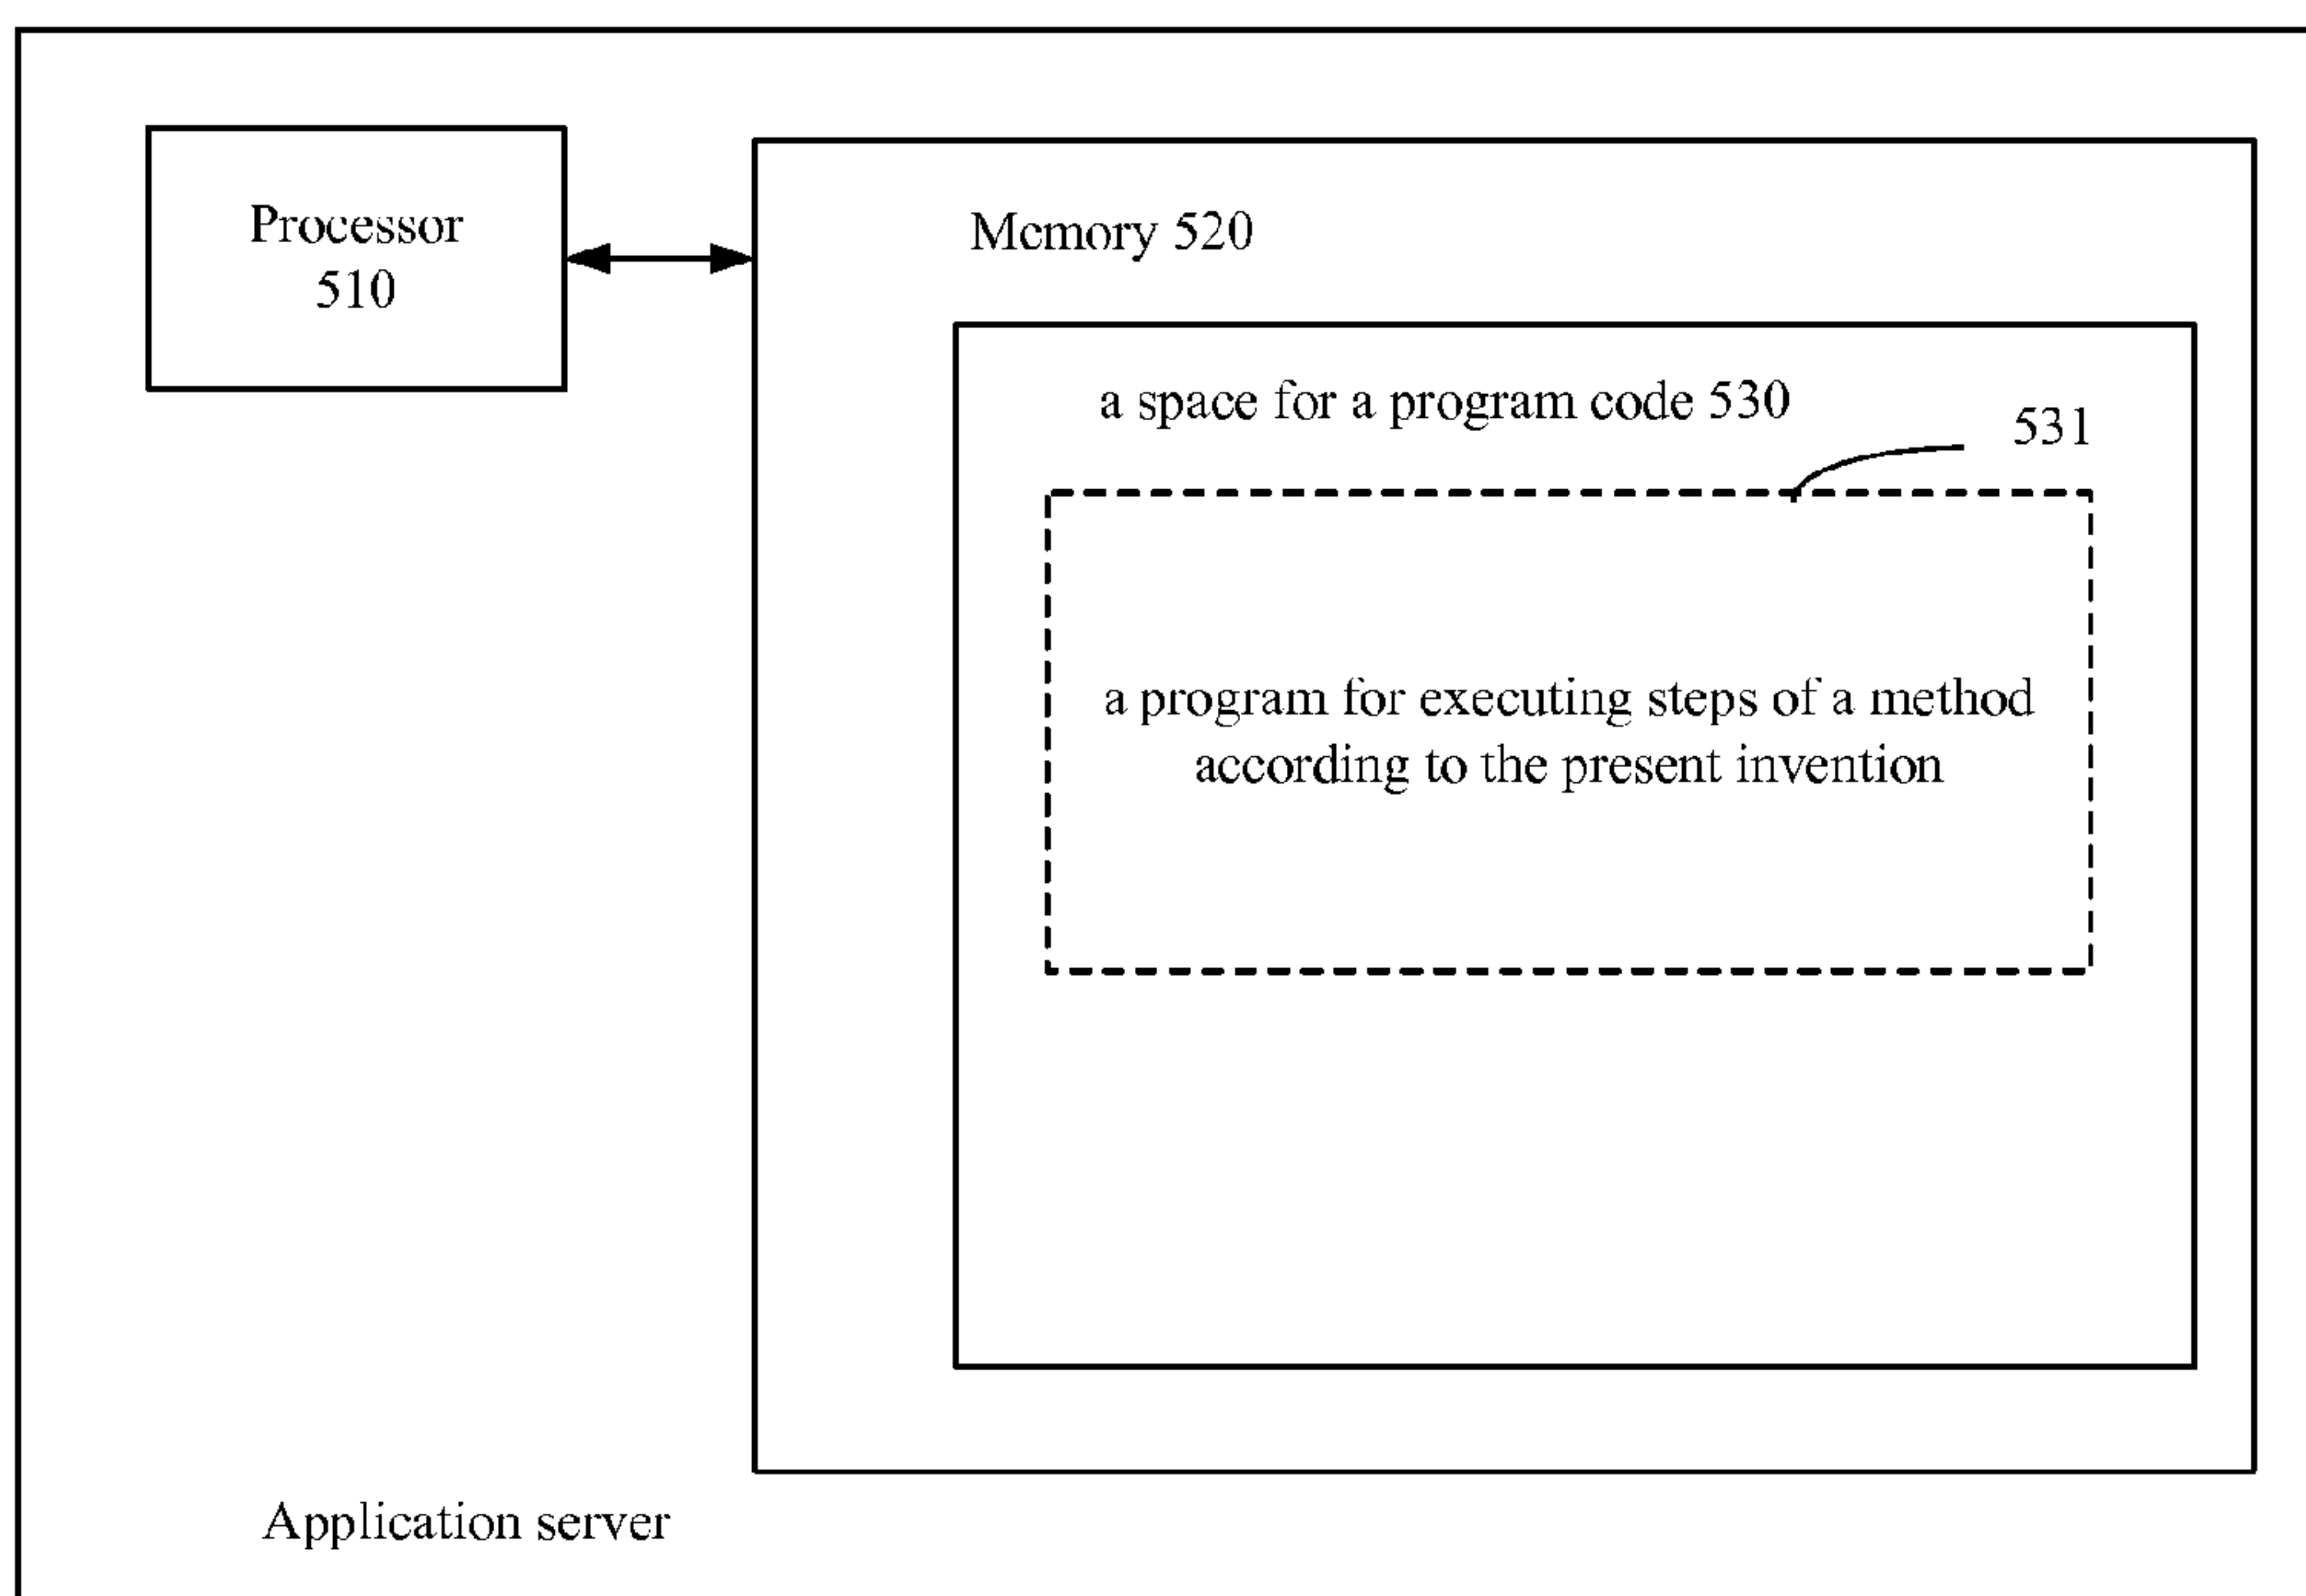 Processor
510
Memory 520
a space for a program code 530
531
a program for executing steps of a method
according to the present invention
Application server